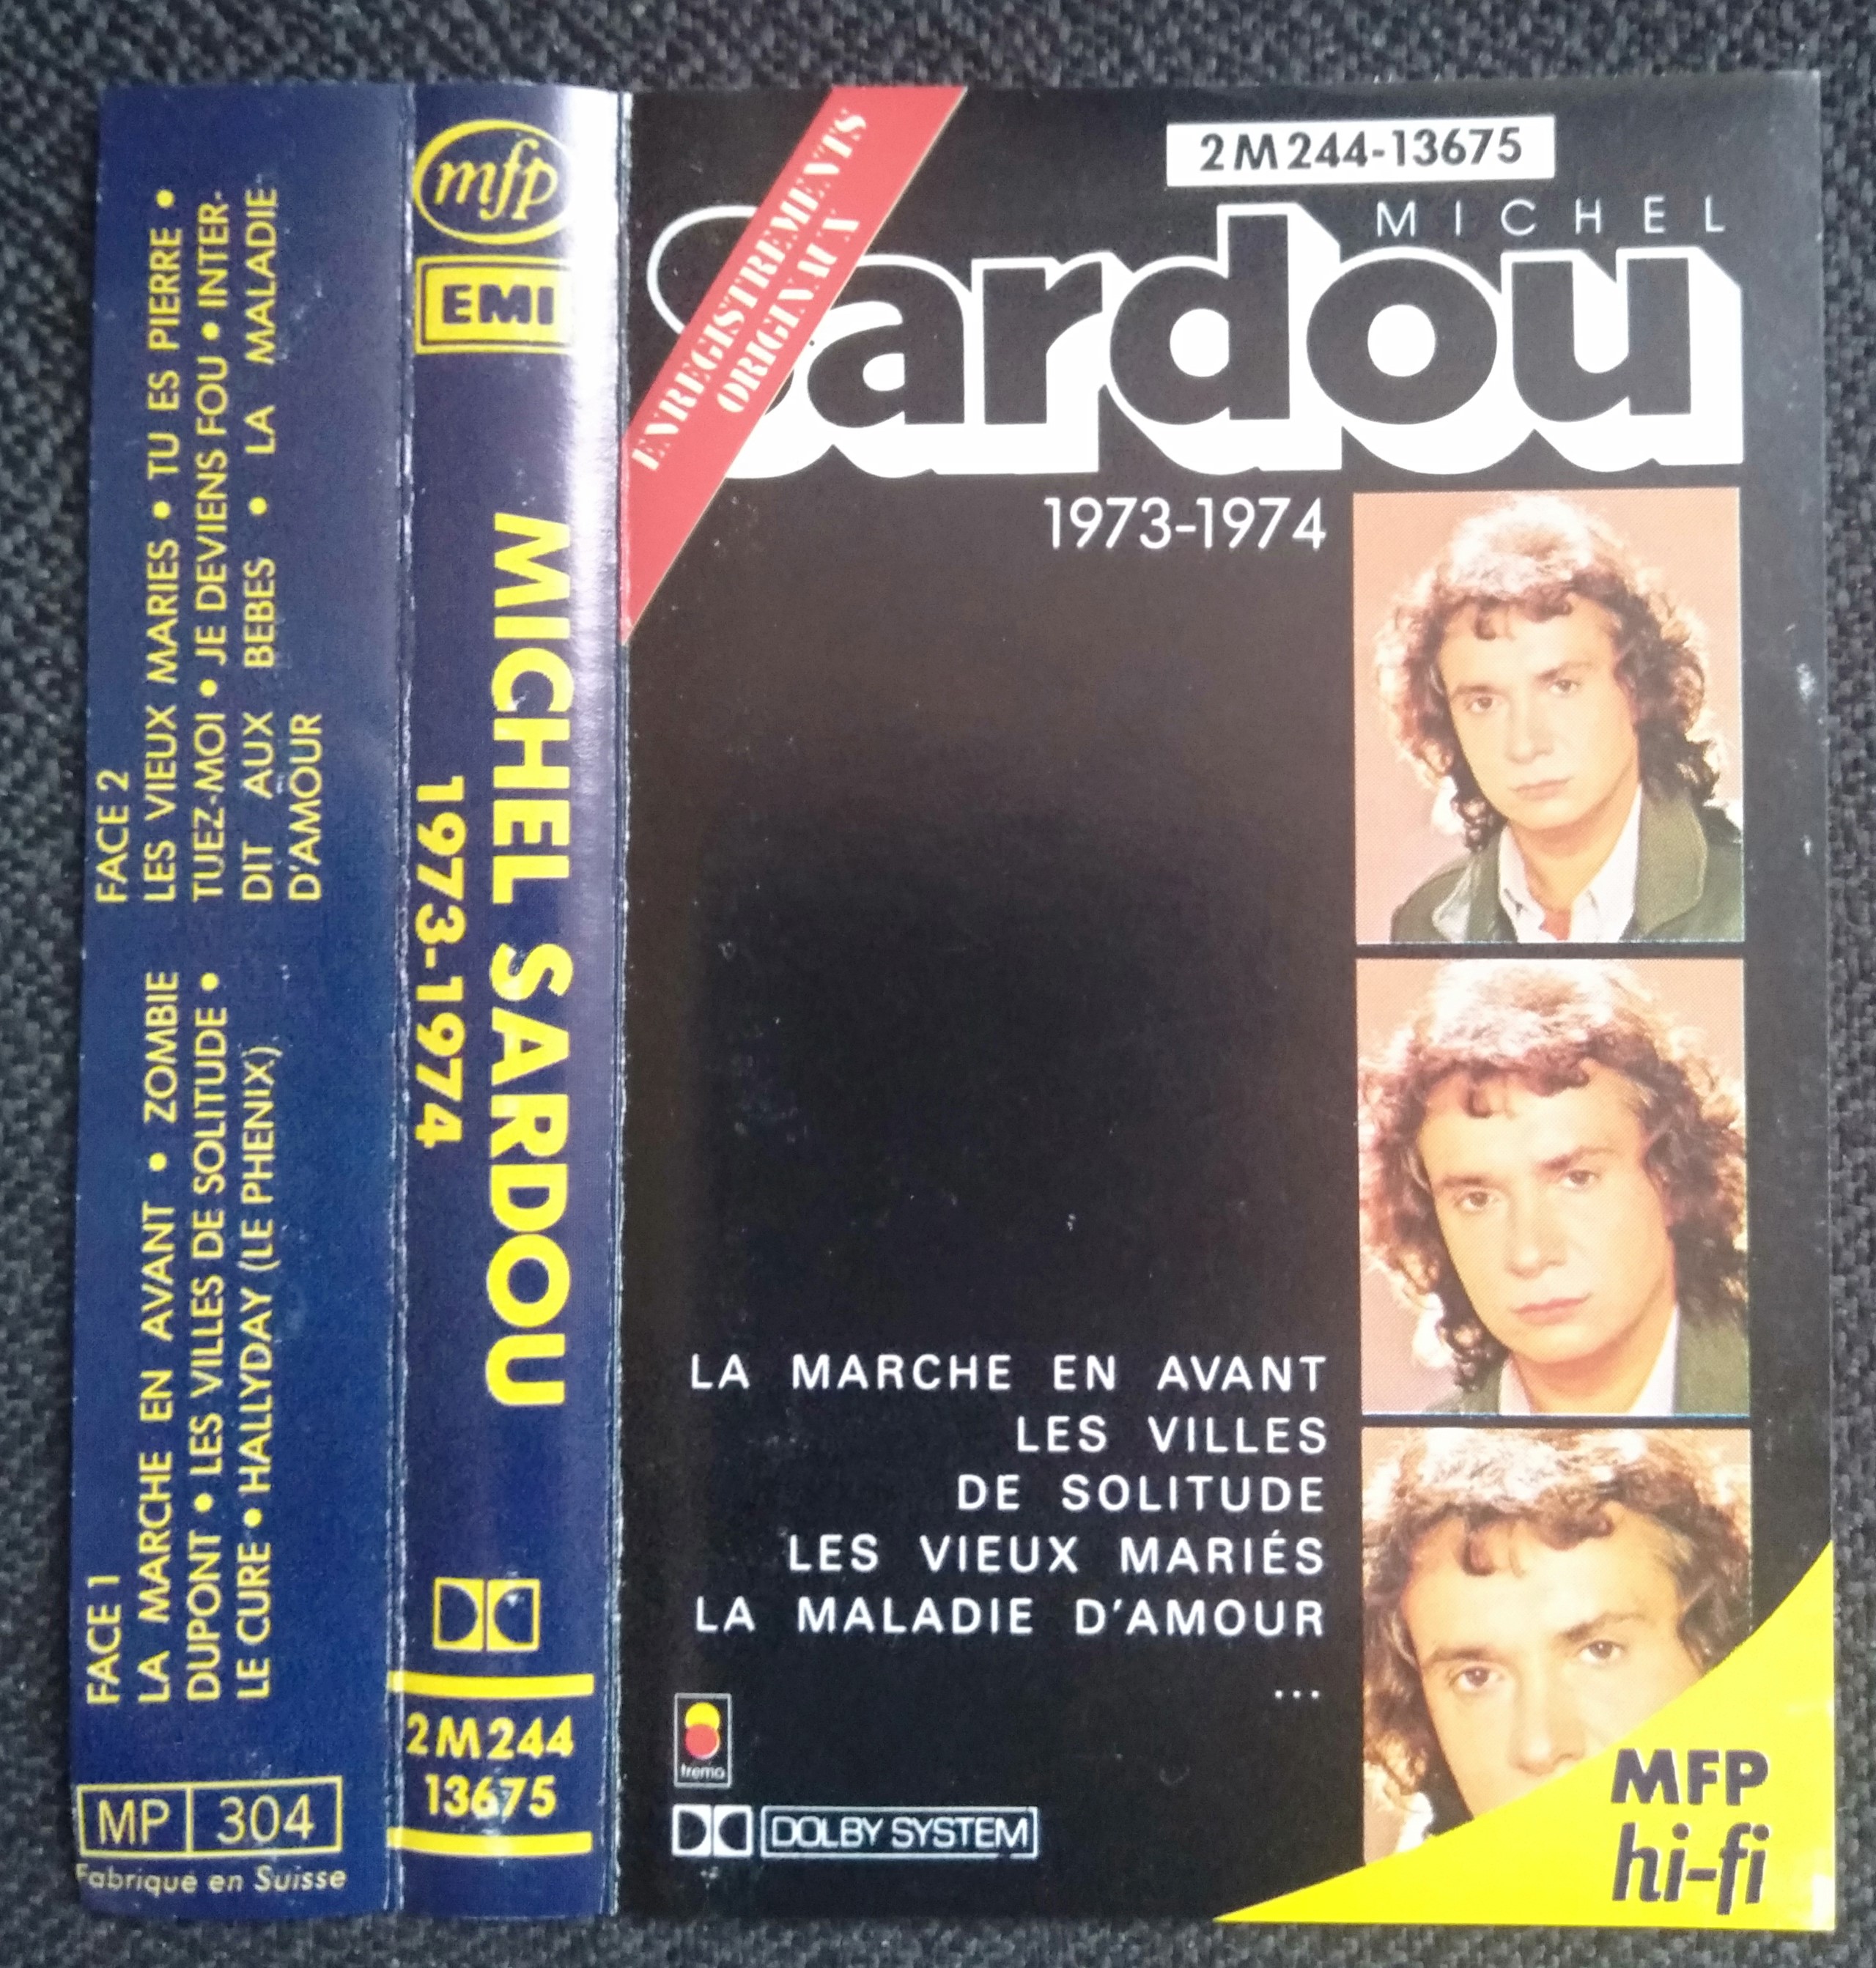 FACE 1
LA MARCHE EN AVANT • ZOMBIE
DUPONT • LES VILLES DE SOLITUDE •
LE CURE • HALLYDAY (LE PHENIX)
FACE 2
LES VIEUX MARIES • TU ES PIERRE •
TUEZ-MOI • JE DEVIENS FOU • INTER-
DIT AUX BEBES • LA MALADIE
D'AMOUR
MP 304
Fabriqué en Suisse
mfp
EMI
MICHEL SARDOU
1973-1974
2M244
13675
ENREGISTREMENTS
ORIGINAUX
2M244-13675
MICHEL
Sardou
1973-1974
LA MARCHE EN AVANT
LES VILLES
DE SOLITUDE
LES VIEUX MARIÉS
LA MALADIE D'AMOUR
...
trema
DOLBY SYSTEM
MFP
hi-fi